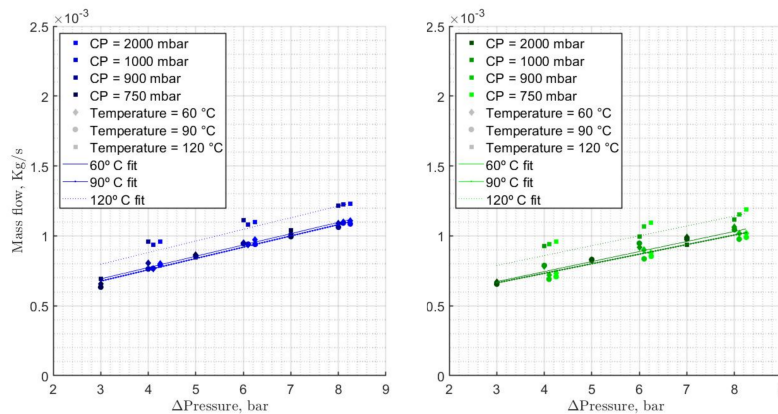 ×10⁻³
2.5
CP = 2000 mbar
CP = 1000 mbar
CP = 900 mbar
CP = 750 mbar
Temperature = 60 °C
Temperature = 90 °C
Temperature = 120 °C
60º C fit
90º C fit
120º C fit
2
1.5
1
0.5
0
Mass flow, Kg/s
2 3 4 5 6 7 8 9
ΔPressure, bar
×10⁻³
2.5
CP = 2000 mbar
CP = 1000 mbar
CP = 900 mbar
CP = 750 mbar
Temperature = 60 °C
Temperature = 90 °C
Temperature = 120 °C
60º C fit
90º C fit
120º C fit
2
1.5
1
0.5
0
2 3 4 5 6 7 8 9
ΔPressure, bar